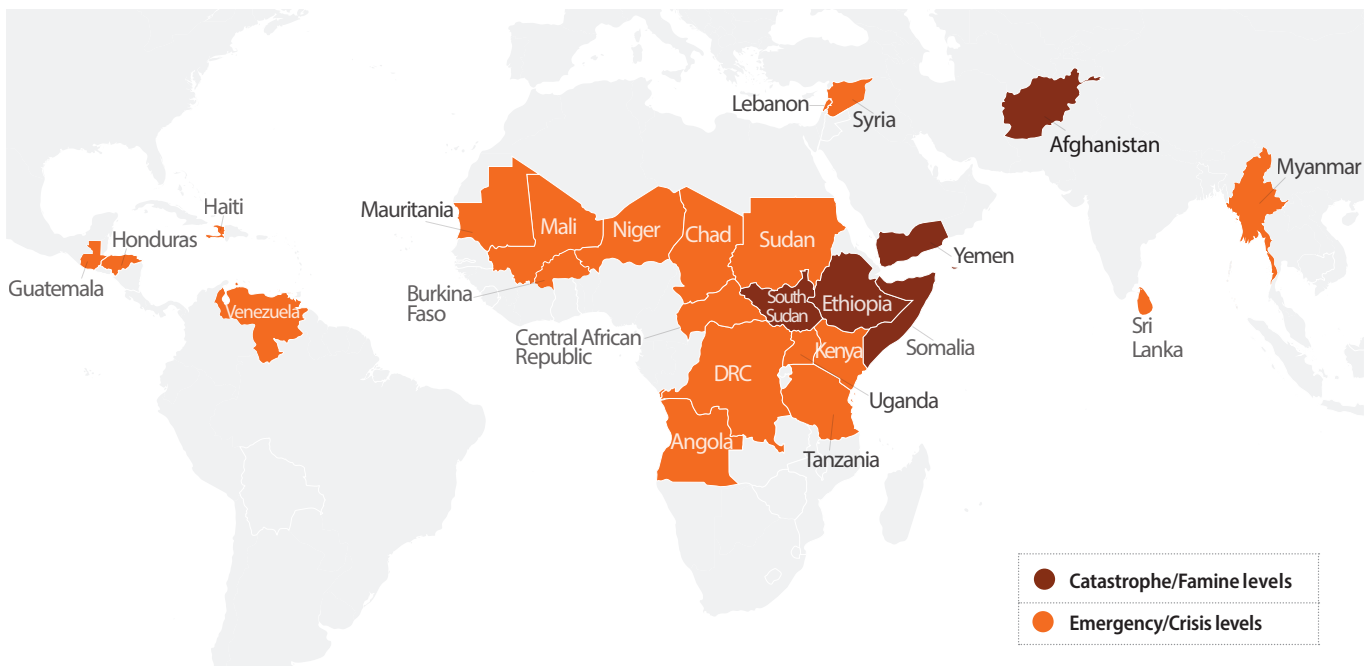 Lebanon
Syria
Afghanistan
Myanmar
Haiti
Mauritania
Mali
Niger
Chad
Sudan
Honduras
Yemen
Guatemala
Burkina
Faso
South
Sudan
Ethiopia
Venezuela
Central African
Republic
Kenya
Somalia
Sri
Lanka
DRC
Uganda
Angola
Tanzania
Catastrophe/Famine levels
Emergency/Crisis levels